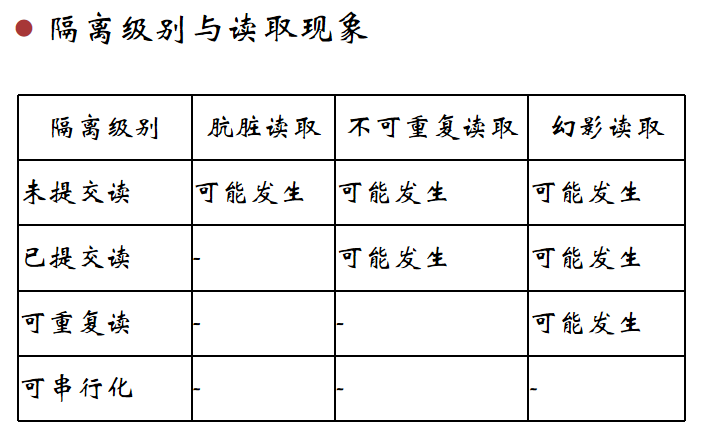 隔离级别与读取现象
隔离级别 肮脏读取 不可重复读取 幻影读取
未提交读 可能发生 可能发生 可能发生
已提交读 - 可能发生 可能发生
可重复读 - - 可能发生
可串行化 - - -